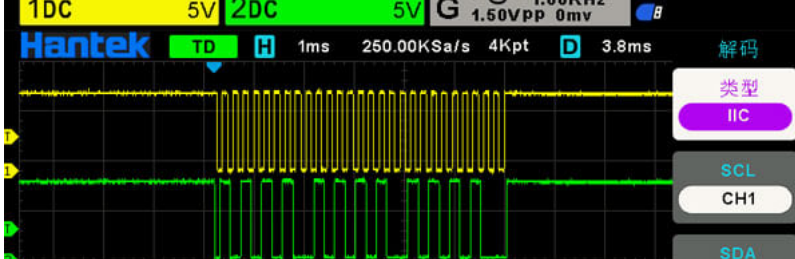 1DC 5V 2DC 5V G 1.50Vpp 0mv
Hantek TD H 1ms 250.00KSa/s 4Kpt D 3.8ms 解码
类型
IIC
SCL
CH1
SDA
T
1
T